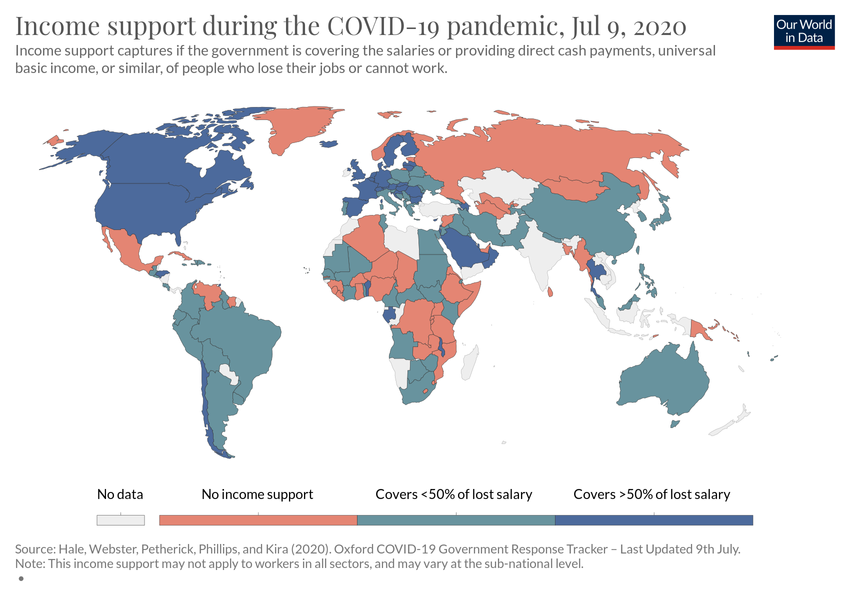 Income support during the COVID-19 pandemic, Jul 9, 2020
Our World
in Data
Income support captures if the government is covering the salaries or providing direct cash payments, universal
basic income, or similar, of people who lose their jobs or cannot work.
No data
No income support
Covers <50% of lost salary
Covers >50% of lost salary
Source: Hale, Webster, Petherick, Phillips, and Kira (2020). Oxford COVID-19 Government Response Tracker – Last Updated 9th July.
Note: This income support may not apply to workers in all sectors, and may vary at the sub-national level.